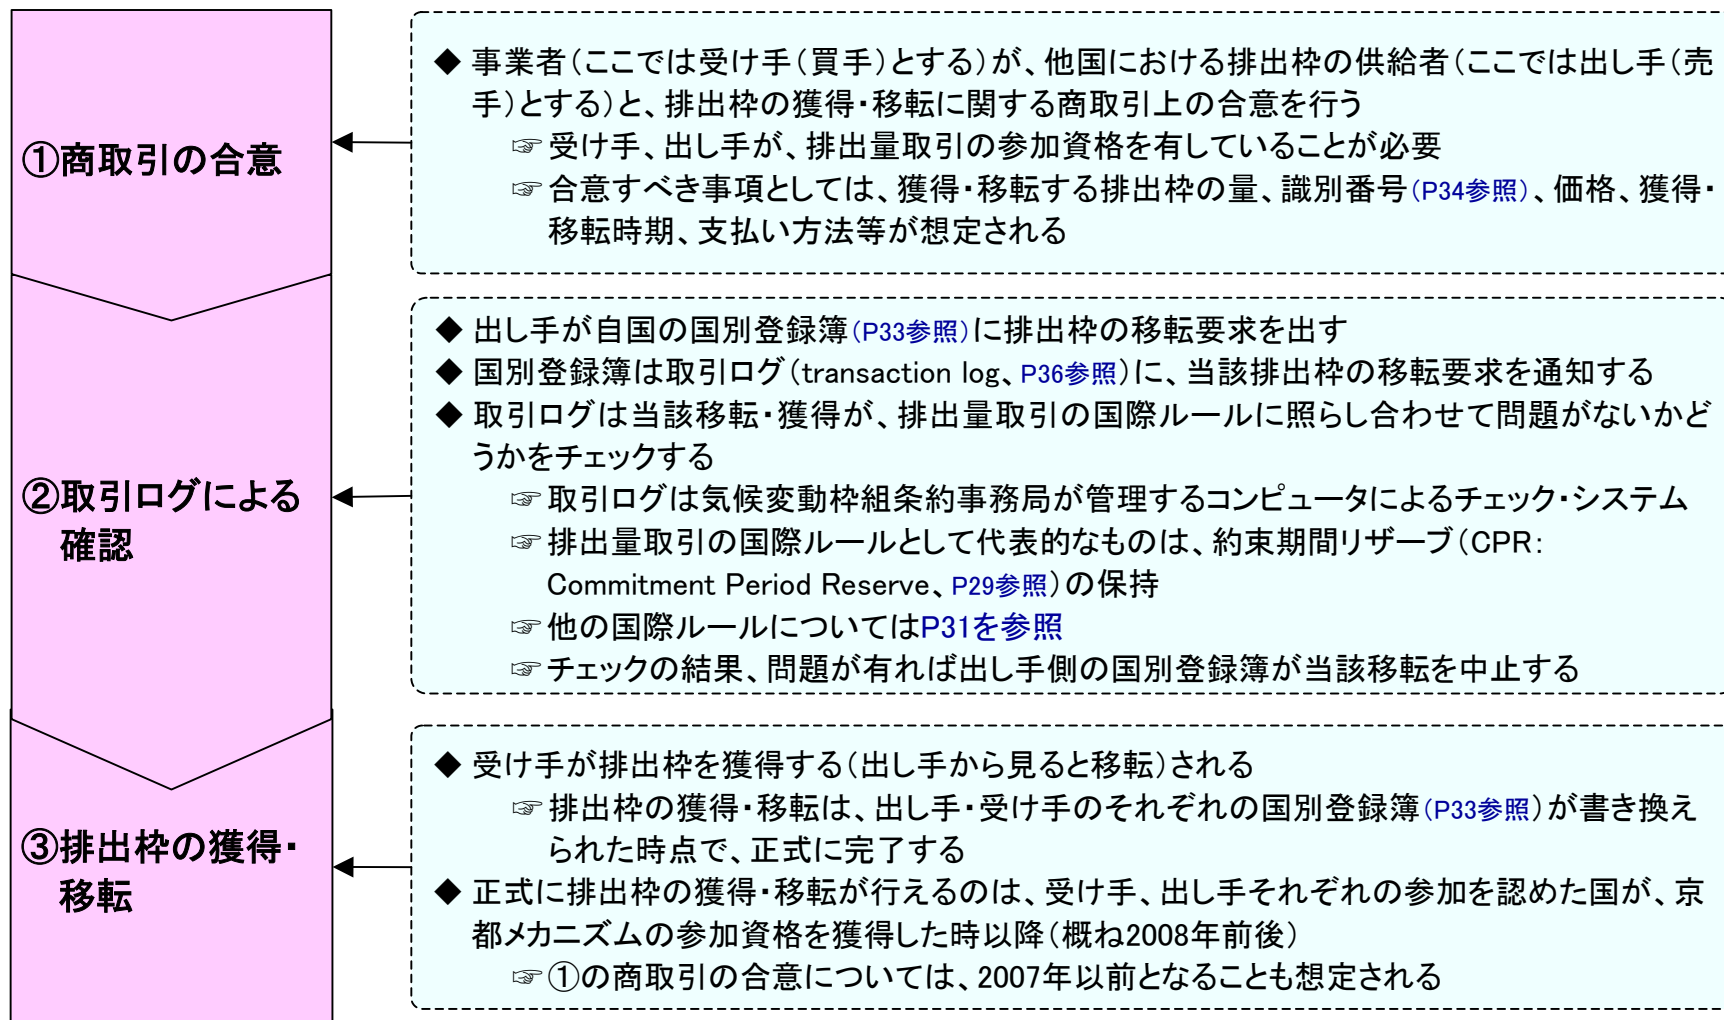 ①商取引の合意
◆ 事業者(ここでは受け手(買手)とする)が、他国における排出枠の供給者(ここでは出し手(売
手)とする)と、排出枠の獲得・移転に関する商取引上の合意を行う
☞受け手、出し手が、排出量取引の参加資格を有していることが必要
☞合意すべき事項としては、獲得・移転する排出枠の量、識別番号(P34参照)、価格、獲得・
移転時期、支払い方法等が想定される
②取引ログによる
確認
◆ 出し手が自国の国別登録簿(P33参照)に排出枠の移転要求を出す
◆ 国別登録簿は取引ログ(transaction log、P36参照)に、当該排出枠の移転要求を通知する
◆ 取引ログは当該移転・獲得が、排出量取引の国際ルールに照らし合わせて問題がないかど
うかをチェックする
☞取引ログは気候変動枠組条約事務局が管理するコンピュータによるチェック・システム
☞排出量取引の国際ルールとして代表的なものは、約束期間リザーブ(CPR:
Commitment Period Reserve、P29参照)の保持
☞他の国際ルールについてはP31を参照
☞チェックの結果、問題が有れば出し手側の国別登録簿が当該移転を中止する
③排出枠の獲得・
移転
◆ 受け手が排出枠を獲得する(出し手から見ると移転)される
☞排出枠の獲得・移転は、出し手・受け手のそれぞれの国別登録簿(P33参照)が書き換え
られた時点で、正式に完了する
◆ 正式に排出枠の獲得・移転が行えるのは、受け手、出し手それぞれの参加を認めた国が、京
都メカニズムの参加資格を獲得した時以降(概ね2008年前後)
☞①の商取引の合意については、2007年以前となることも想定される